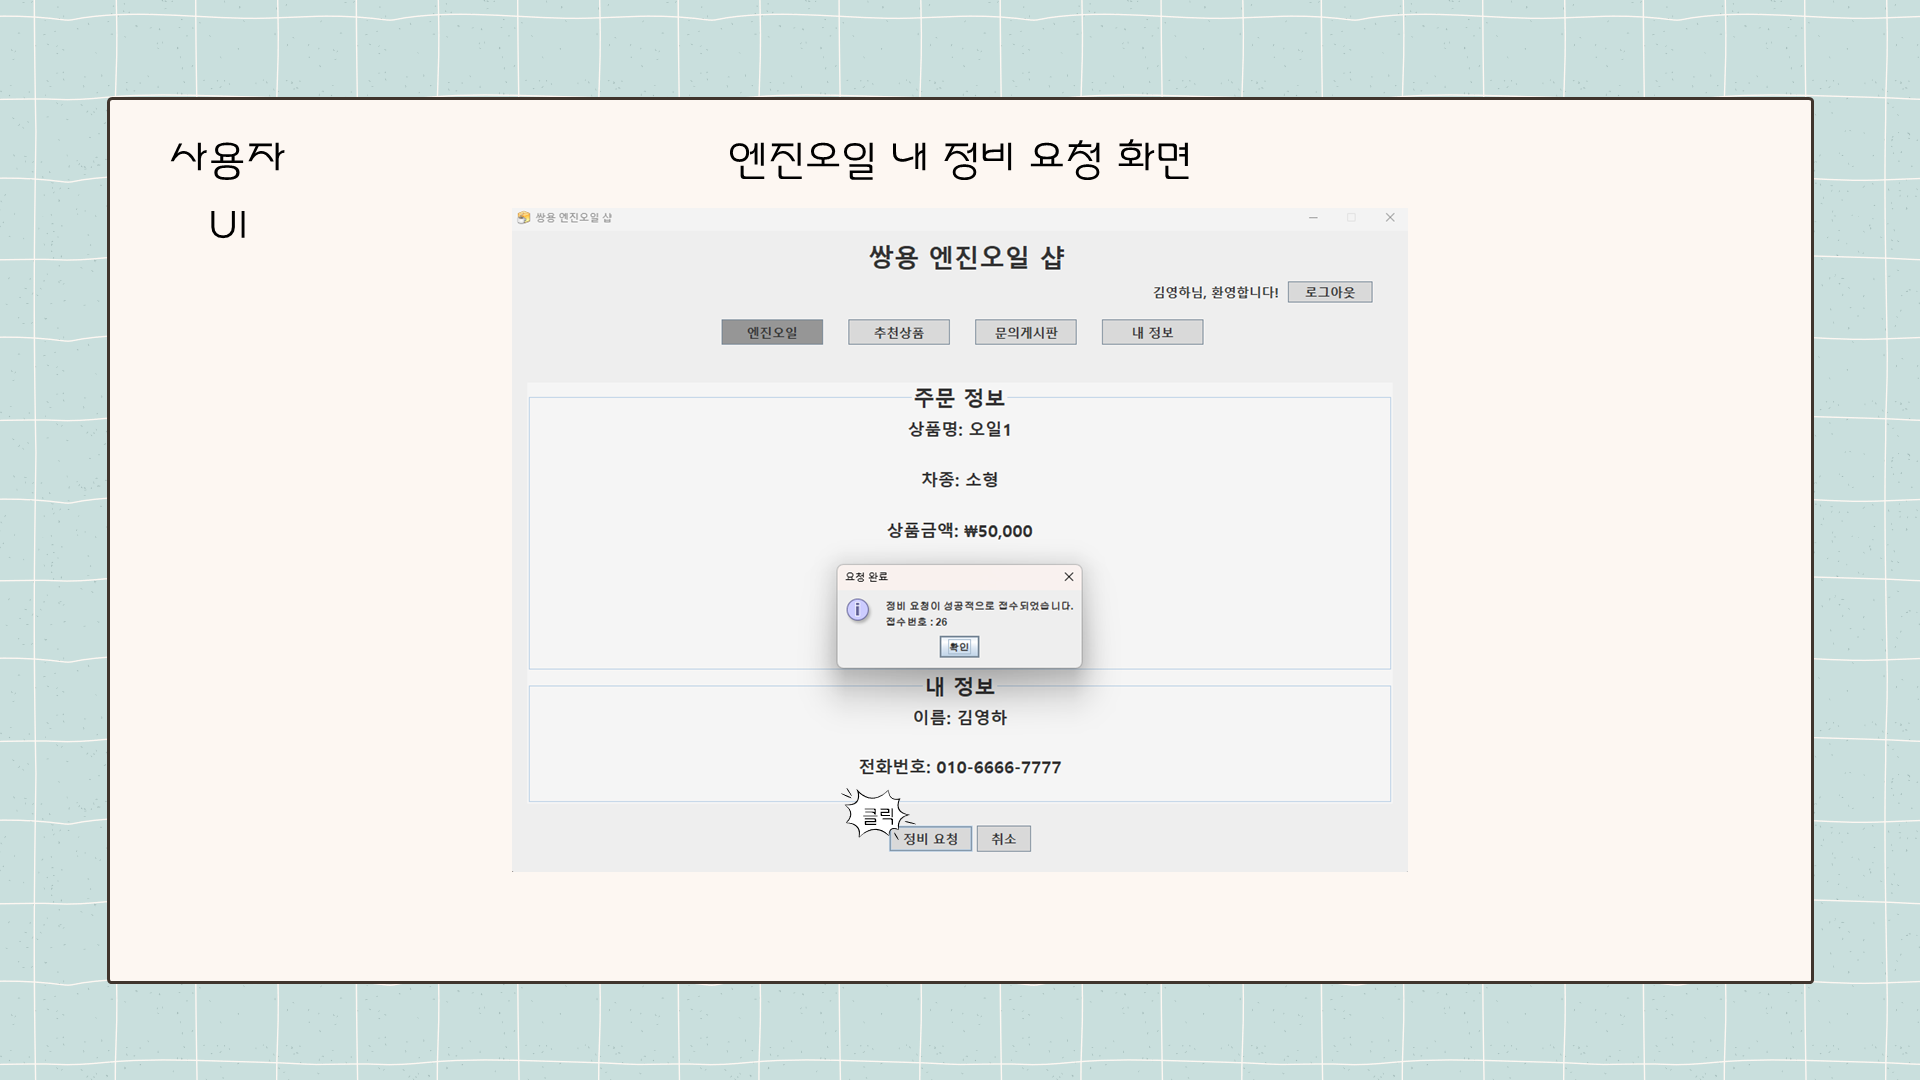 사용자
UI
엔진오일 내 정비 요청 화면
쌍용 엔진오일 샵
쌍용 엔진오일 샵
김영하님, 환영합니다!
로그아웃
엔진오일
추천상품
문의게시판
내 정보
주문 정보
상품명: 오일1
차종: 소형
상품금액: ₩50,000
요청 완료
정비 요청이 성공적으로 접수되었습니다.
접수번호 : 26
확인
내 정보
이름: 김영하
전화번호: 010-6666-7777
클릭
정비 요청
취소